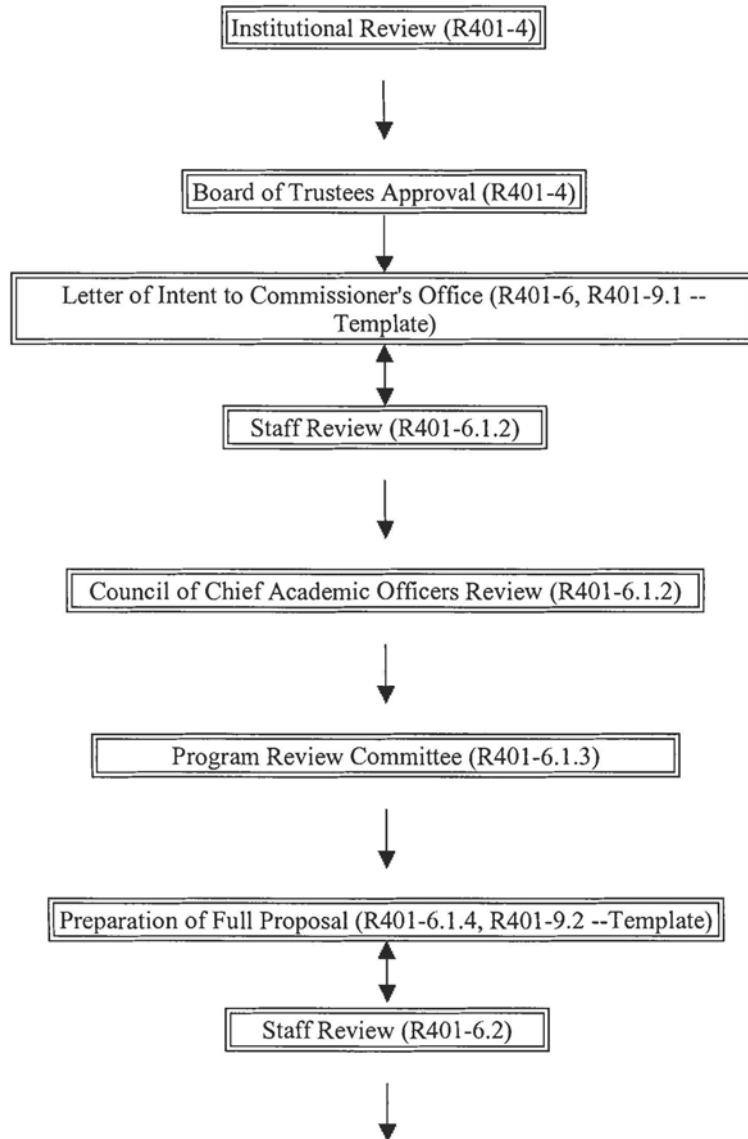 Institutional Review (R401-4)
Board of Trustees Approval (R401-4)
Letter of Intent to Commissioner's Office (R401-6, R401-9.1 --
Template)
Staff Review (R401-6.1.2)
Council of Chief Academic Officers Review (R401-6.1.2)
Program Review Committee (R401-6.1.3)
Preparation of Full Proposal (R401-6.1.4, R401-9.2 --Template)
Staff Review (R401-6.2)